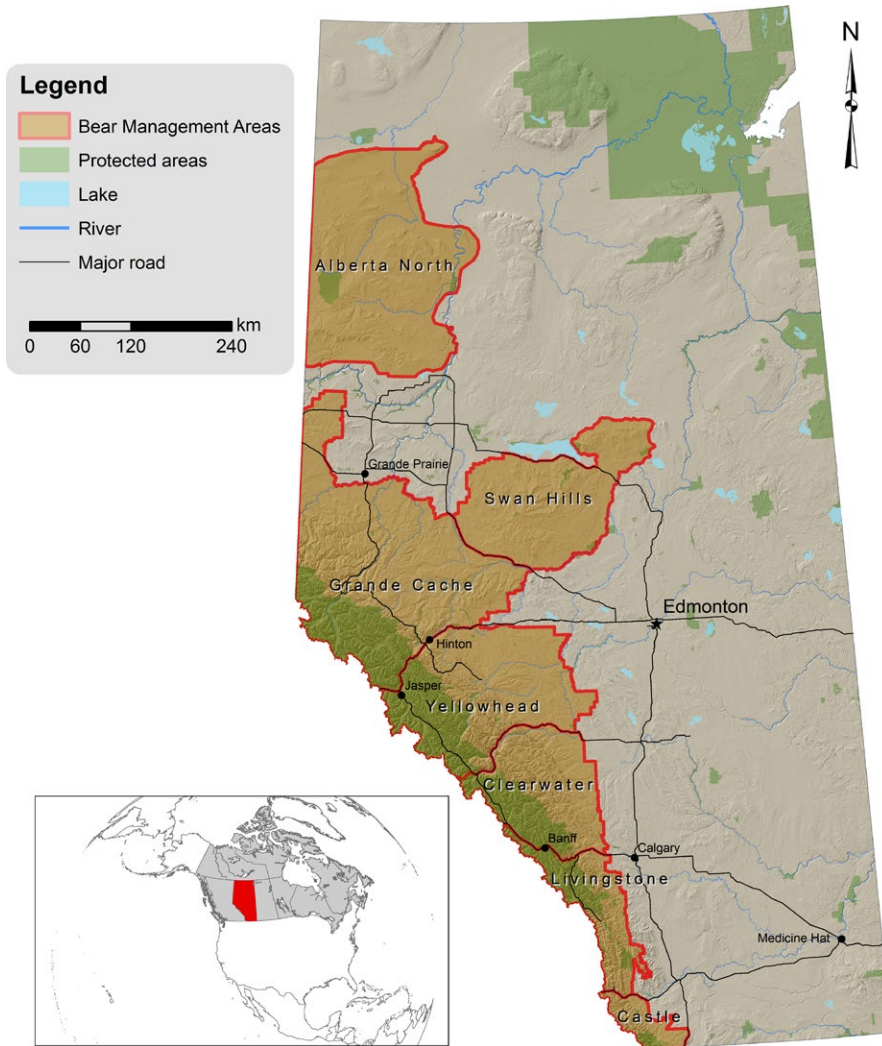 N
Legend
Bear Management Areas
Protected areas
Lake
River
Major road
km
0 60 120 240
Alberta North
Grande Prairie
Swan Hills
Grande Cache
Edmonton
Hinton
Jasper
Yellowhead
Clearwater
Banff
Calgary
Livingstone
Medicine Hat
Castle